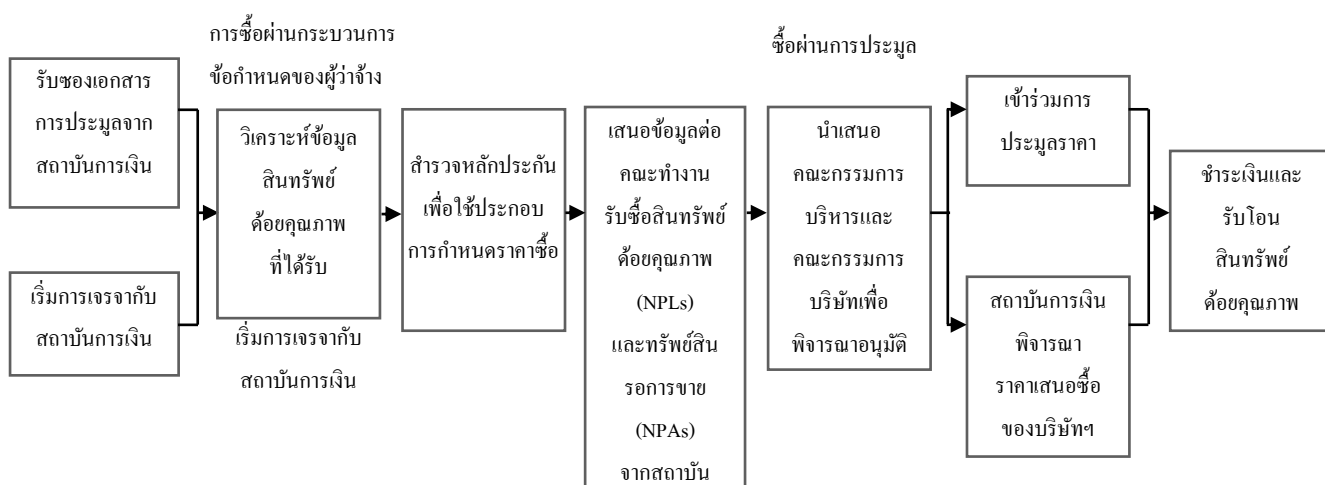 การซื้อผ่านกระบวนการ
ข้อกำหนดของผู้ว่าจ้าง
ซื้อผ่านการประมูล
รับซองเอกสาร
การประมูลจาก
สถาบันการเงิน
เริ่มการเจรจากับ
สถาบันการเงิน
วิเคราะห์ข้อมูล
สินทรัพย์
ด้อยคุณภาพ
ที่ได้รับ
เริ่มการเจรจากับ
สถาบันการเงิน
สำรวจหลักประกัน
เพื่อใช้ประกอบ
การกำหนดราคาซื้อ
เสนอข้อมูลต่อ
คณะทำงาน
รับซื้อสินทรัพย์
ด้อยคุณภาพ
(NPLs)
และทรัพย์สิน
รอการขาย
(NPAs)
จากสถาบัน
นำเสนอ
คณะกรรมการ
บริหารและ
คณะกรรมการ
บริษัทเพื่อ
พิจารณาอนุมัติ
เข้าร่วมการ
ประมูลราคา
สถาบันการเงิน
พิจารณา
ราคาเสนอซื้อ
ของบริษัทฯ
ชำระเงินและ
รับโอน
สินทรัพย์
ด้อยคุณภาพ